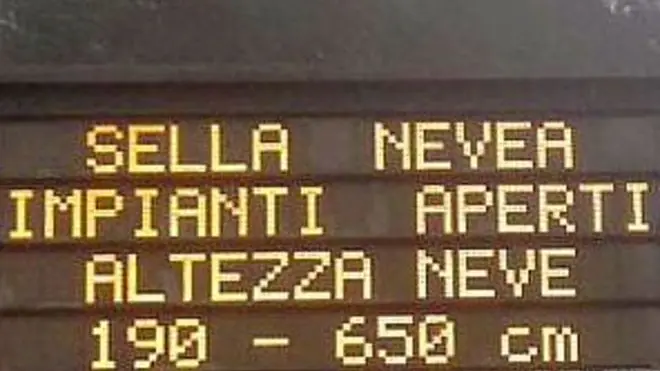 SELLA NEVEA
IMPIANTI APERTI
ALTEZZA NEVE
190 - 650 cm